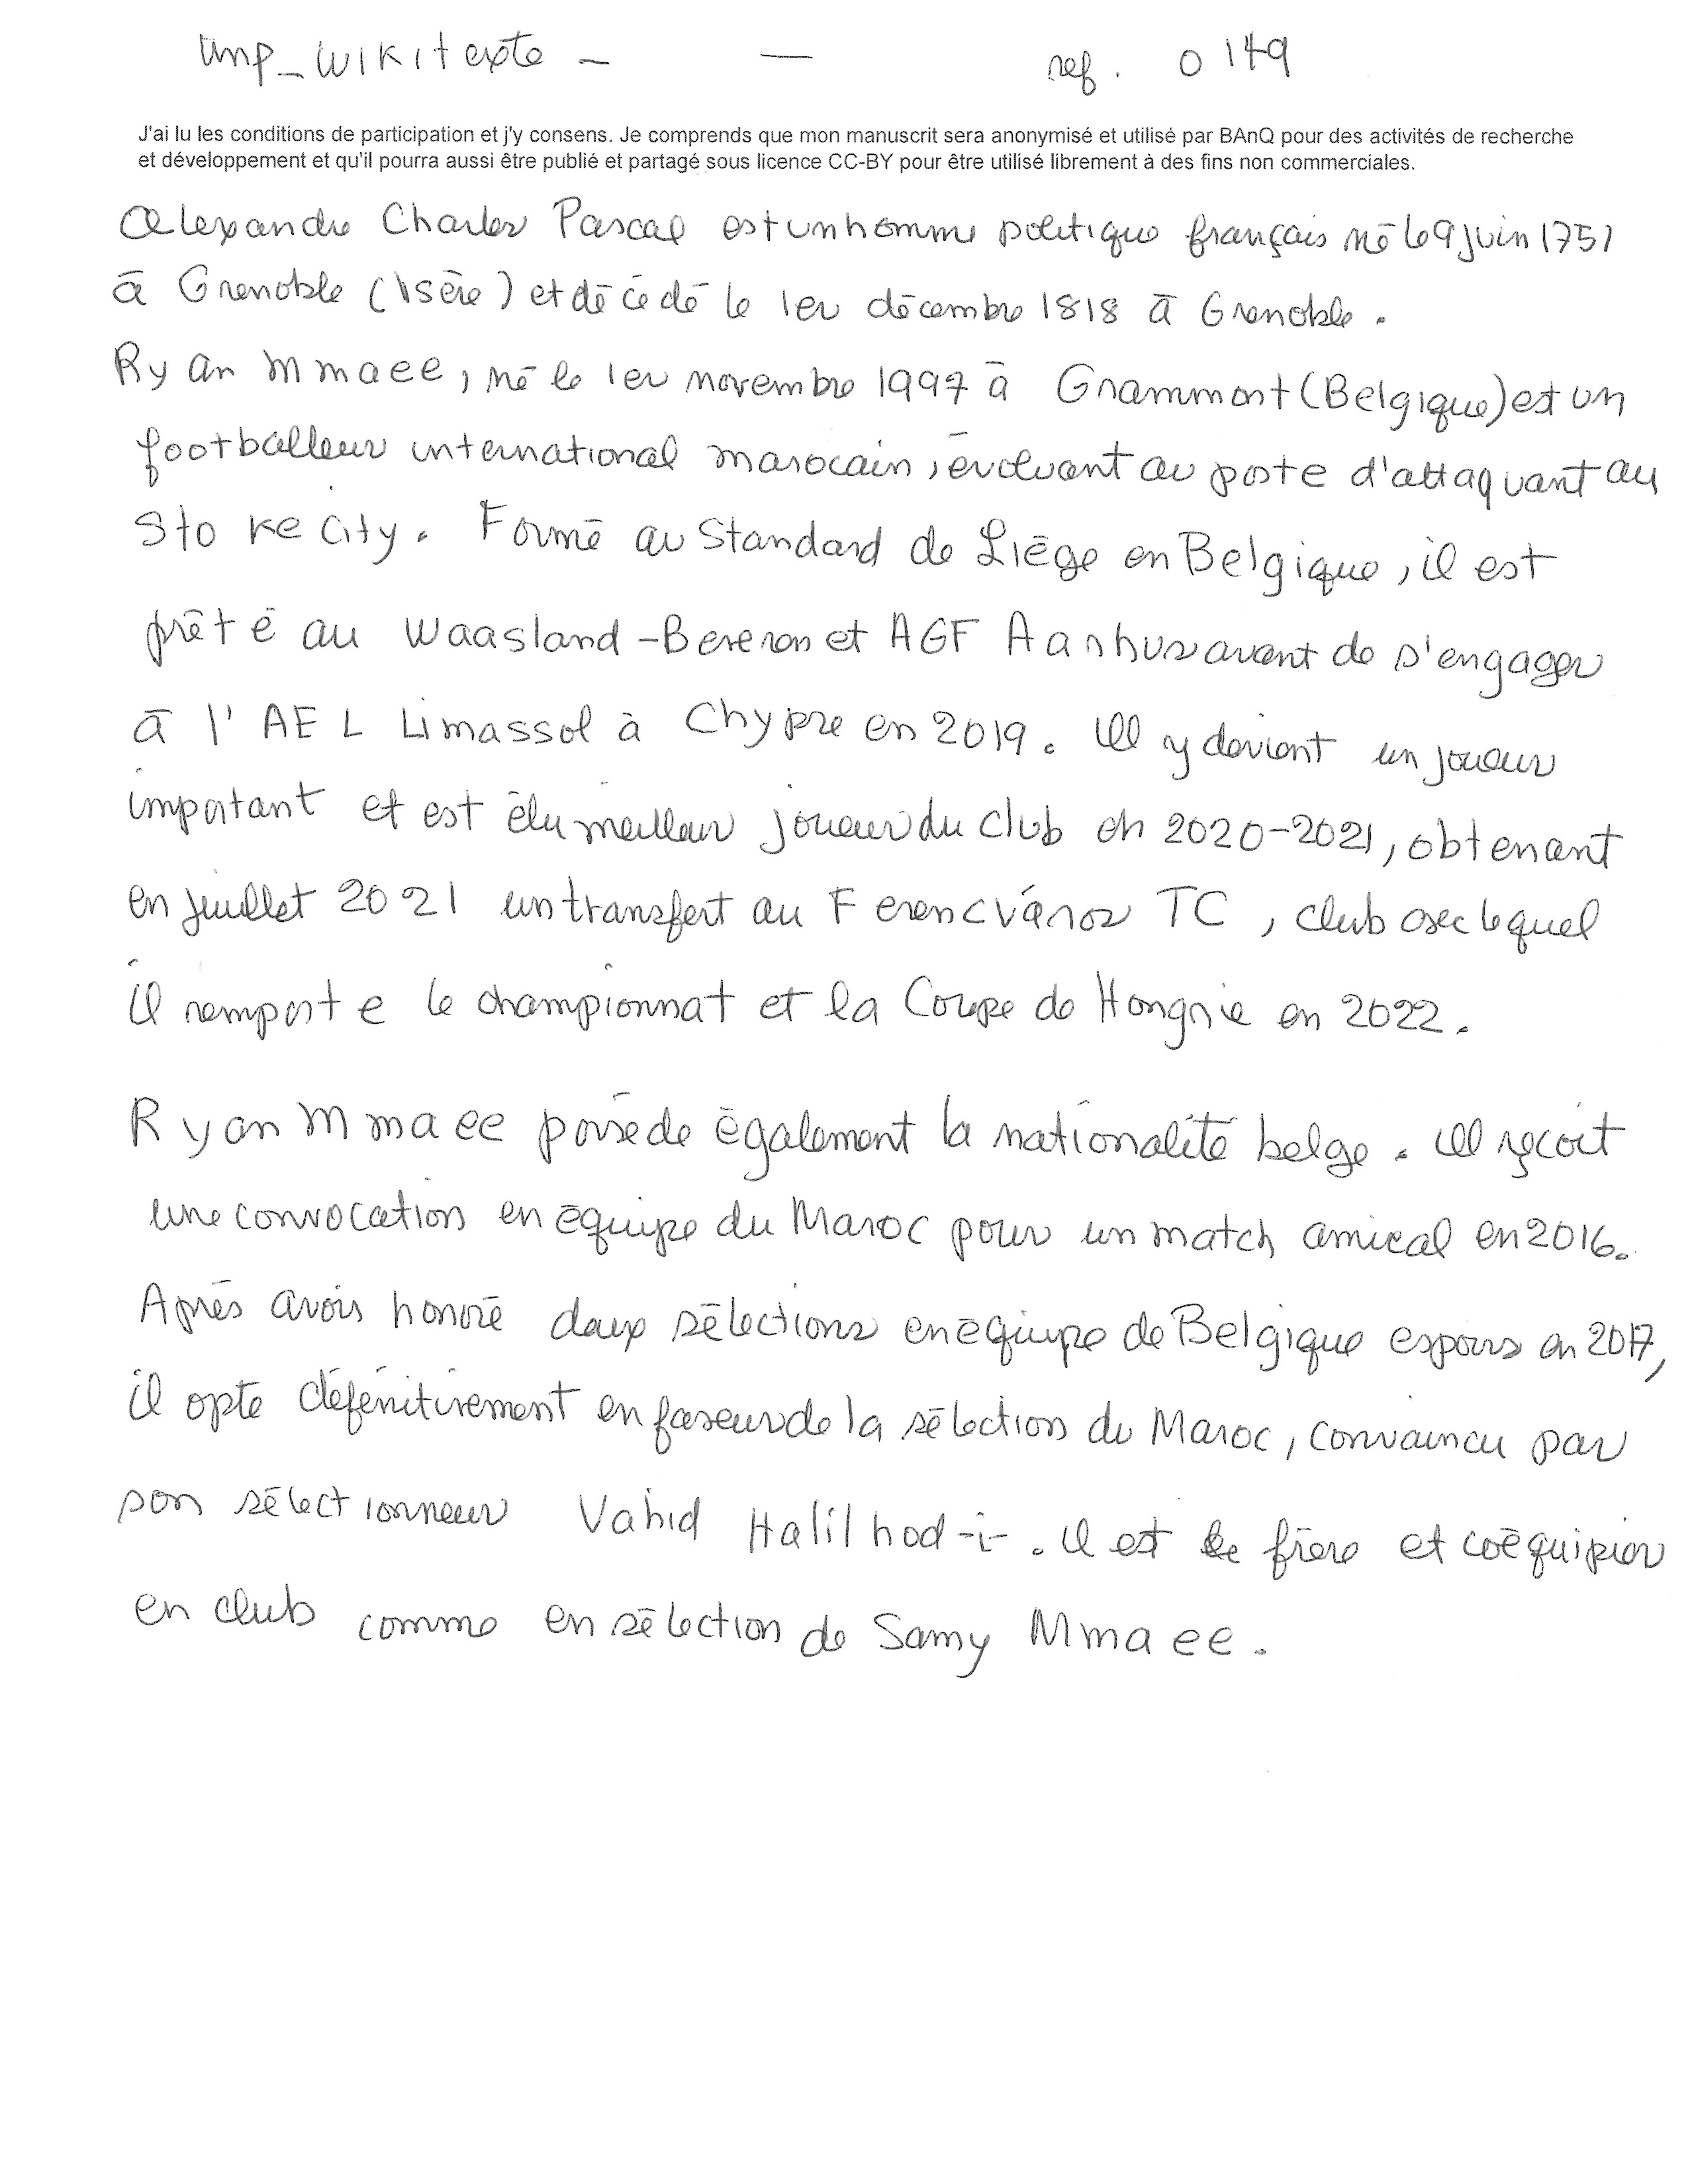 imp_wikitexte - — ref. 0149
J'ai lu les conditions de participation et j'y consens. Je comprends que mon manuscrit sera anonymisé et utilisé par BAnQ pour des activités de recherche
et développement et qu'il pourra aussi être publié et partagé sous licence CC-BY pour être utilisé librement à des fins non commerciales.
Alexandre Charles Pascal est un homme politique français né le 9 juin 1751
à Grenoble (Isère) et décédé le 1er décembre 1818 à Grenoble.
Ryan Mmaee, né le 1er novembre 1997 à Grammont (Belgique) est un
footballeur international marocain, évoluant au poste d'attaquant au
Stoke City. Formé au Standard de Liège en Belgique, il est
prêté au Waasland-Beveren et AGF Aarhus avant de s'engager
à l'AEL Limassol à Chypre en 2019. Il y devient un joueur
important et est élu meilleur joueur du club en 2020-2021, obtenant
en juillet 2021 un transfert au Ferencváros TC, club avec lequel
il remporte le championnat et la Coupe de Hongrie en 2022.
Ryan Mmaee possède également la nationalité belge. Il reçoit
une convocation en équipe du Maroc pour un match amical en 2016.
Après avoir honoré deux sélections en équipe de Belgique espoirs en 2017,
il opte défénitivement en faveur de la sélection du Maroc, convaincu par
son sélectionneur Vahid Halilhod-i-. Il est le frère et coéquipier
en club comme en sélection de Samy Mmaee.